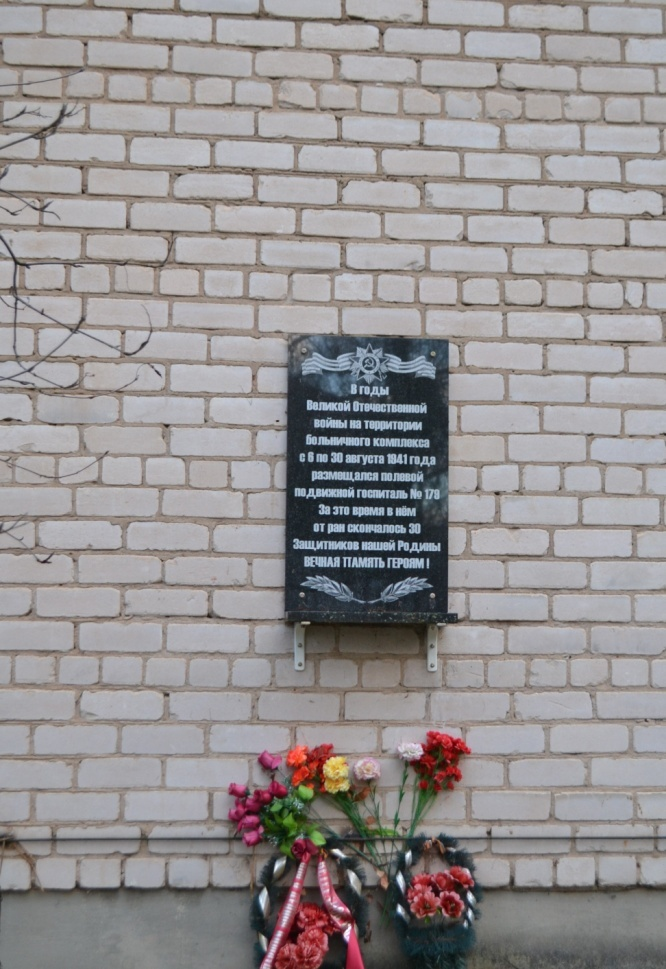 В годы
Великой Отечественной
войны на территории
больничного комплекса
с 6 по 30 августа 1941 года
размещался полевой
подвижной госпиталь № 179
За это время в нём
от ран скончалось 30
Защитников нашей Родины
ВЕЧНАЯ ПАМЯТЬ ГЕРОЯМ !